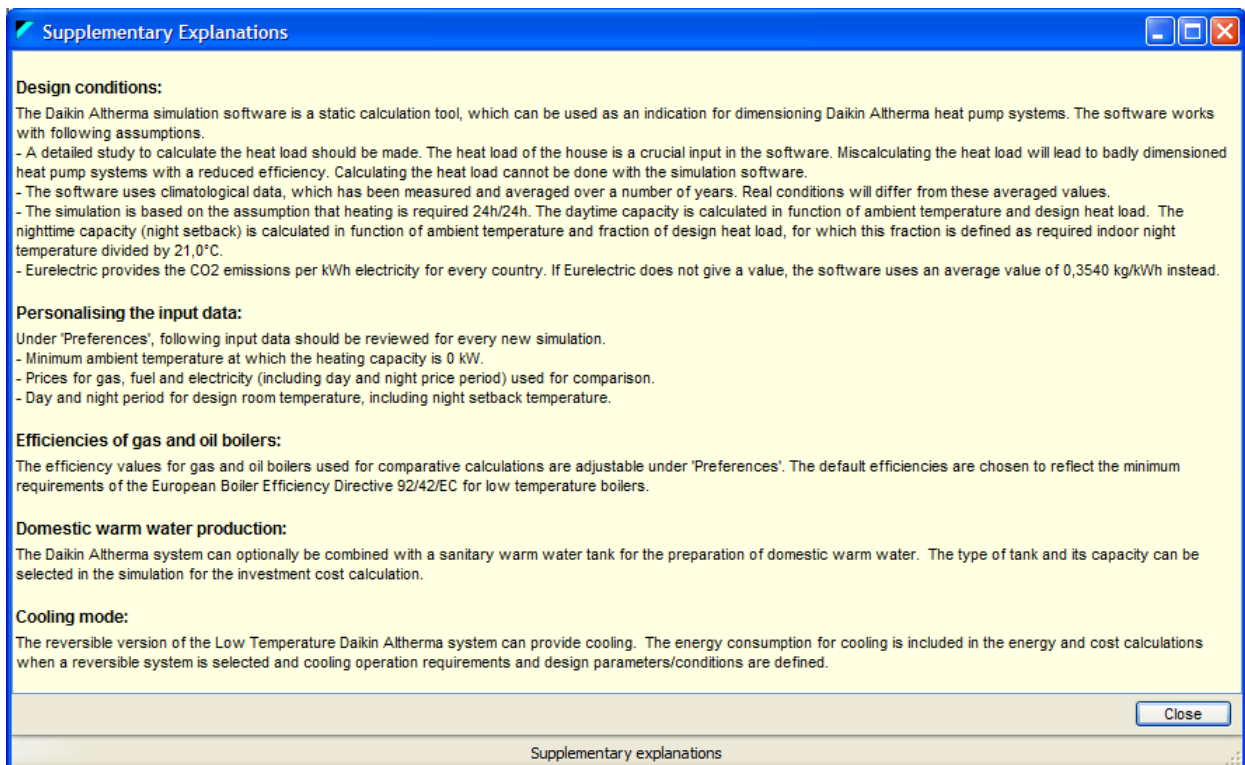 Supplementary Explanations
Design conditions:
The Daikin Altherma simulation software is a static calculation tool, which can be used as an indication for dimensioning Daikin Altherma heat pump systems. The software works
with following assumptions.
- A detailed study to calculate the heat load should be made. The heat load of the house is a crucial input in the software. Miscalculating the heat load will lead to badly dimensioned
heat pump systems with a reduced efficiency. Calculating the heat load cannot be done with the simulation software.
- The software uses climatological data, which has been measured and averaged over a number of years. Real conditions will differ from these averaged values.
- The simulation is based on the assumption that heating is required 24h/24h. The daytime capacity is calculated in function of ambient temperature and design heat load.  The
nighttime capacity (night setback) is calculated in function of ambient temperature and fraction of design heat load, for which this fraction is defined as required indoor night
temperature divided by 21,0°C.
- Eurelectric provides the CO2 emissions per kWh electricity for every country. If Eurelectric does not give a value, the software uses an average value of 0,3540 kg/kWh instead.
Personalising the input data:
Under 'Preferences', following input data should be reviewed for every new simulation.
- Minimum ambient temperature at which the heating capacity is 0 kW.
- Prices for gas, fuel and electricity (including day and night price period) used for comparison.
- Day and night period for design room temperature, including night setback temperature.
Efficiencies of gas and oil boilers:
The efficiency values for gas and oil boilers used for comparative calculations are adjustable under 'Preferences'. The default efficiencies are chosen to reflect the minimum
requirements of the European Boiler Efficiency Directive 92/42/EC for low temperature boilers.
Domestic warm water production:
The Daikin Altherma system can optionally be combined with a sanitary warm water tank for the preparation of domestic warm water.  The type of tank and its capacity can be
selected in the simulation for the investment cost calculation.
Cooling mode:
The reversible version of the Low Temperature Daikin Altherma system can provide cooling.  The energy consumption for cooling is included in the energy and cost calculations
when a reversible system is selected and cooling operation requirements and design parameters/conditions are defined.
Close
Supplementary explanations